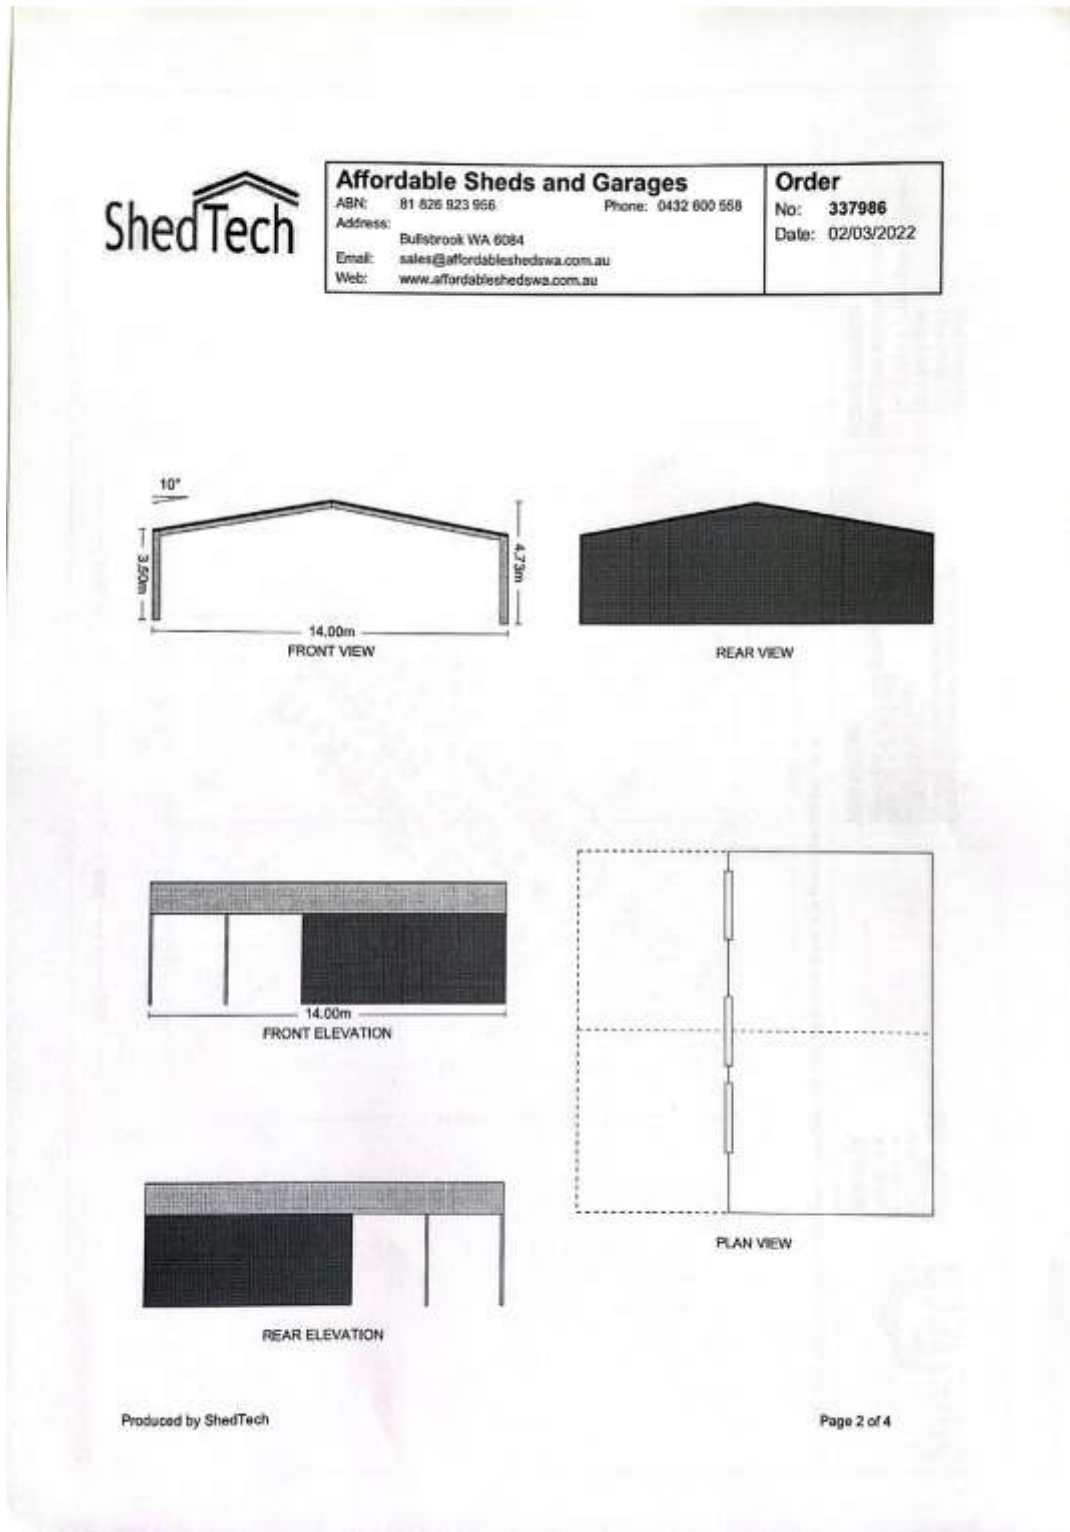 ShedTech
Affordable Sheds and Garages
ABN: 81 826 923 956 Phone: 0432 600 558
Address:
Bullsbrook WA 6084
Email: sales@affordableshedswa.com.au
Web: www.affordableshedswa.com.au
Order
No: 337986
Date: 02/03/2022
10°
3.50m
4.73m
14.00m
FRONT VIEW
REAR VIEW
14.00m
FRONT ELEVATION
PLAN VIEW
REAR ELEVATION
Produced by ShedTech
Page 2 of 4